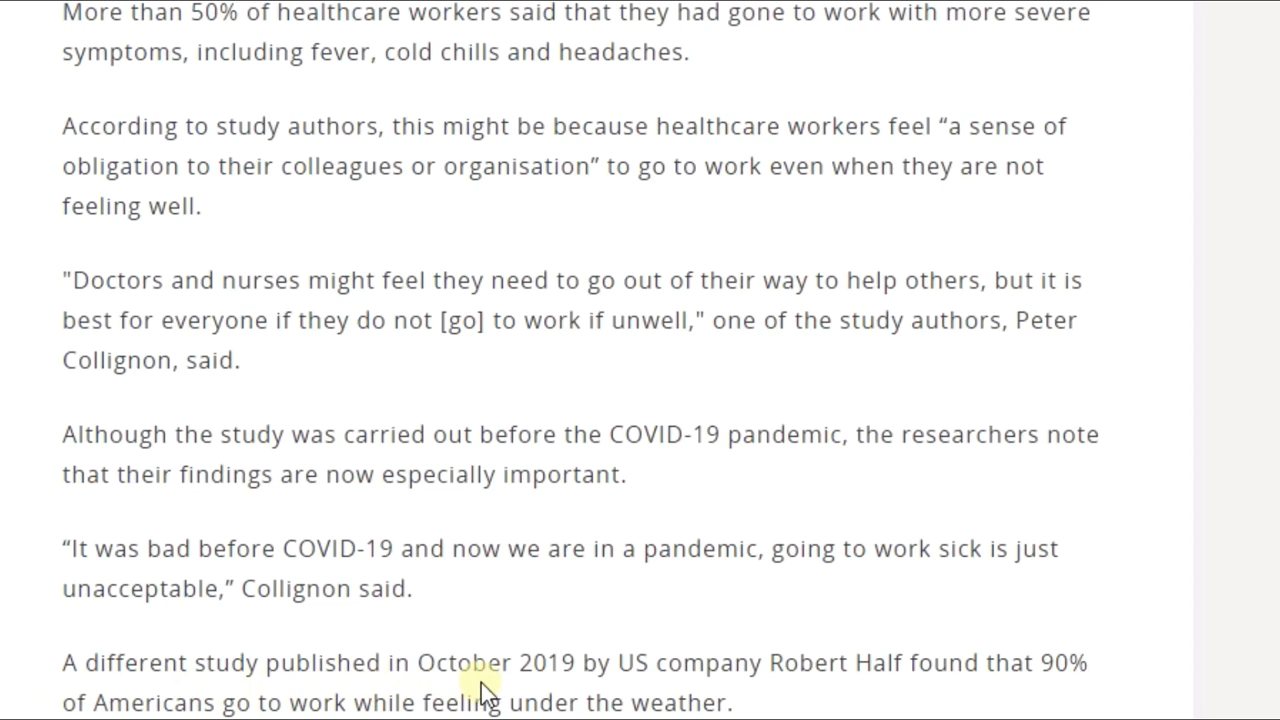 More than 50% of healthcare workers said that they had gone to work with more severe
symptoms, including fever, cold chills and headaches.
According to study authors, this might be because healthcare workers feel “a sense of
obligation to their colleagues or organisation” to go to work even when they are not
feeling well.
"Doctors and nurses might feel they need to go out of their way to help others, but it is
best for everyone if they do not [go] to work if unwell," one of the study authors, Peter
Collignon, said.
Although the study was carried out before the COVID-19 pandemic, the researchers note
that their findings are now especially important.
“It was bad before COVID-19 and now we are in a pandemic, going to work sick is just
unacceptable,” Collignon said.
A different study published in October 2019 by US company Robert Half found that 90%
of Americans go to work while feeling under the weather.